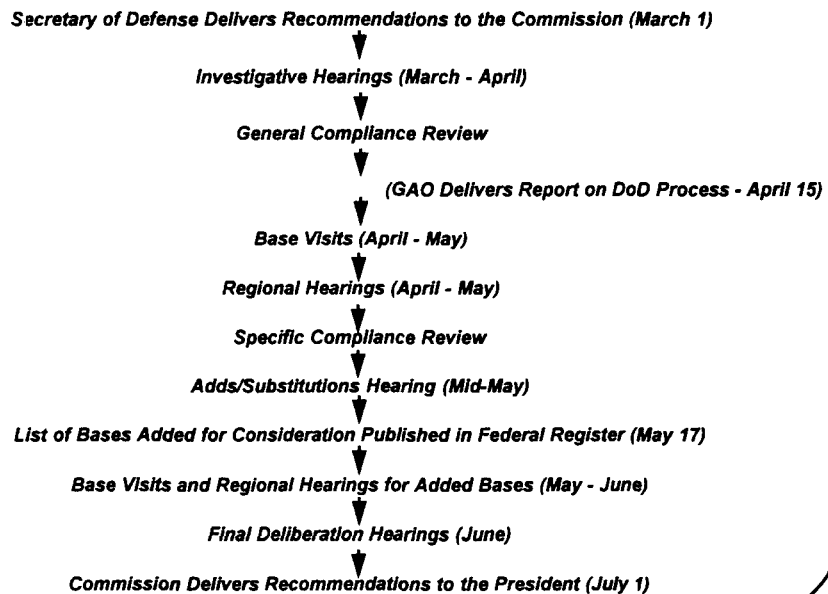 Secretary of Defense Delivers Recommendations to the Commission (March 1)
Investigative Hearings (March - April)
General Compliance Review
(GAO Delivers Report on DoD Process - April 15)
Base Visits (April - May)
Regional Hearings (April - May)
Specific Compliance Review
Adds/Substitutions Hearing (Mid-May)
List of Bases Added for Consideration Published in Federal Register (May 17)
Base Visits and Regional Hearings for Added Bases (May - June)
Final Deliberation Hearings (June)
Commission Delivers Recommendations to the President (July 1)